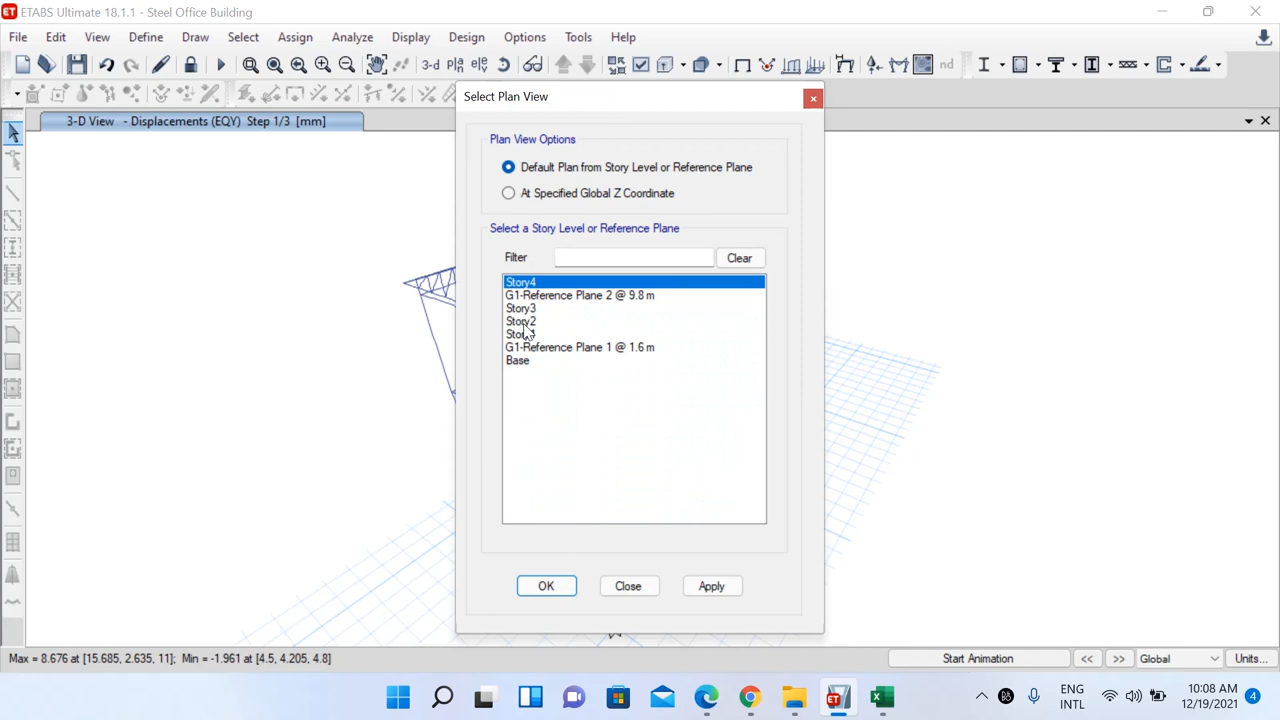 ETABS Ultimate 18.1.1 - Steel Office Building
File Edit View Define Draw Select Assign Analyze Display Design Options Tools Help
3-d nd
3-D View - Displacements (EQY) Step 1/3 [mm]
Select Plan View
Plan View Options
Default Plan from Story Level or Reference Plane
At Specified Global Z Coordinate
Select a Story Level or Reference Plane
Filter Clear
Story4
G1-Reference Plane 2 @ 9.8 m
Story3
Story2
G1-Reference Plane 1 @ 1.6 m
Base
OK Close Apply
Max = 8.676 at [15.685, 2.635, 11]; Min = -1.961 at [4.5, 4.205, 4.8]
Start Animation << >> Global Units...
ENG
INTL
10:08 AM
12/19/2021
4